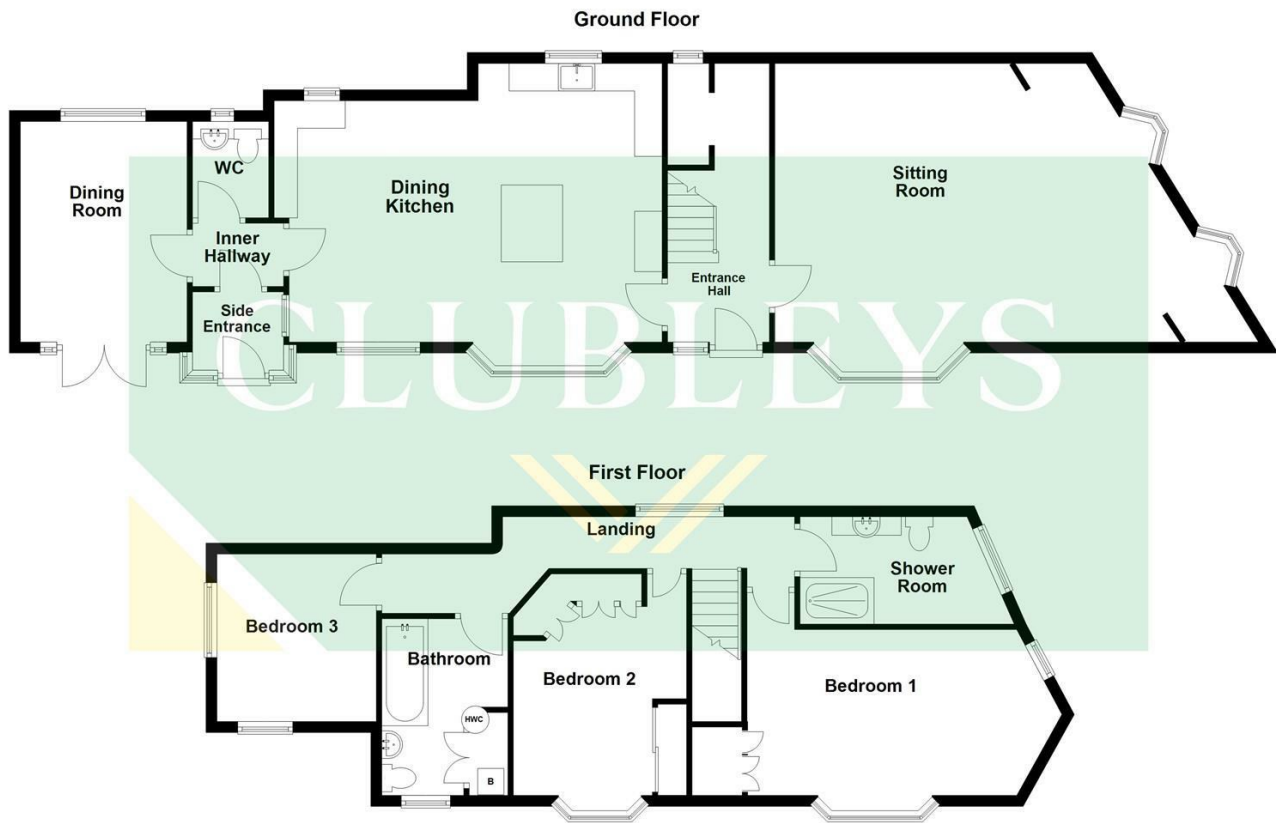 Ground Floor
WC
Dining
Room
Dining
Kitchen
Sitting
Room
Inner
Hallway
Entrance
Hall
Side
Entrance
CLUBLEYS
First Floor
Landing
Shower
Room
Bedroom 3
Bathroom
Bedroom 2
Bedroom 1
HWC
B